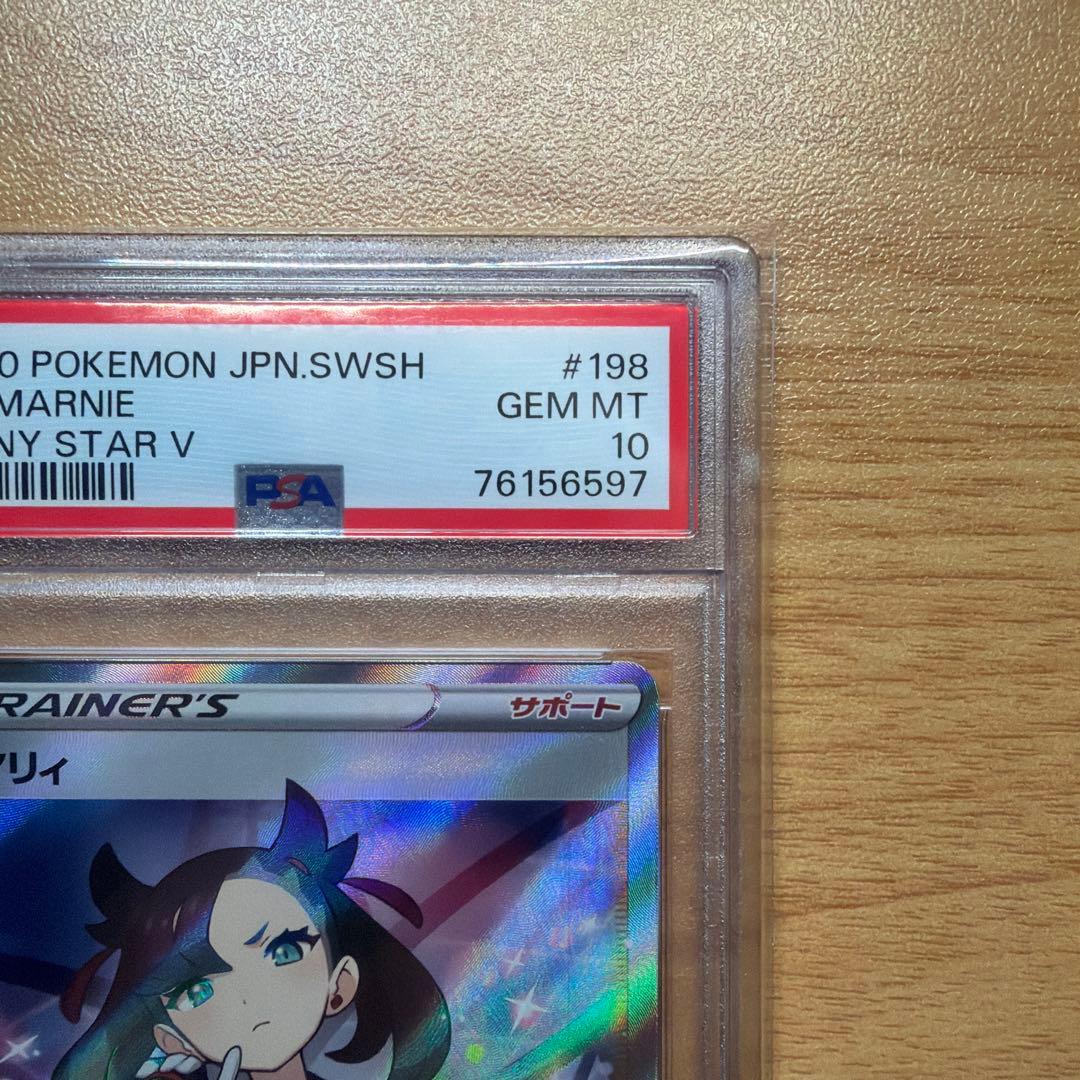 0 POKEMON JPN.SWSH #198
MARNIE GEM MT
NY STAR V 10
PSA 76156597
RAINER'S サポート
リィ